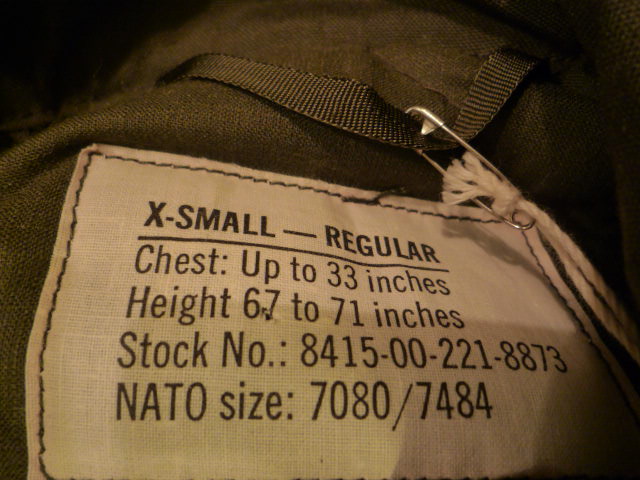 X-SMALL — REGULAR
Chest: Up to 33 inches
Height 67 to 71 inches
Stock No.: 8415-00-221-8873
NATO size: 7080/7484